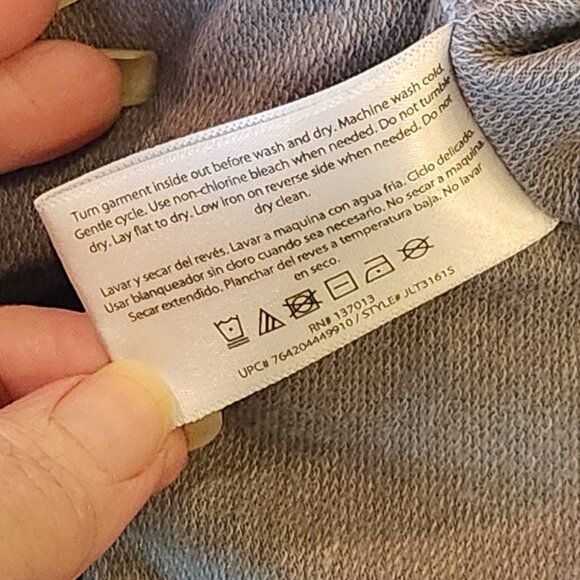 Turn garment inside out before wash and dry. Machine wash cold.
Gentle cycle. Use non-chlorine bleach when needed. Do not tumble
dry. Lay flat to dry. Low iron on reverse side when needed. Do not
dry clean.
Lavar y secar del revés. Lavar a maquina con agua fria. Ciclo delicado.
Usar blanqueador sin cloro cuando sea necesario. No secar a maquina.
Secar extendido. Planchar del reves a temperatura baja. No lavar
en seco.
RN# 137013
UPC# 764204449910 / STYLE# JLT3161S